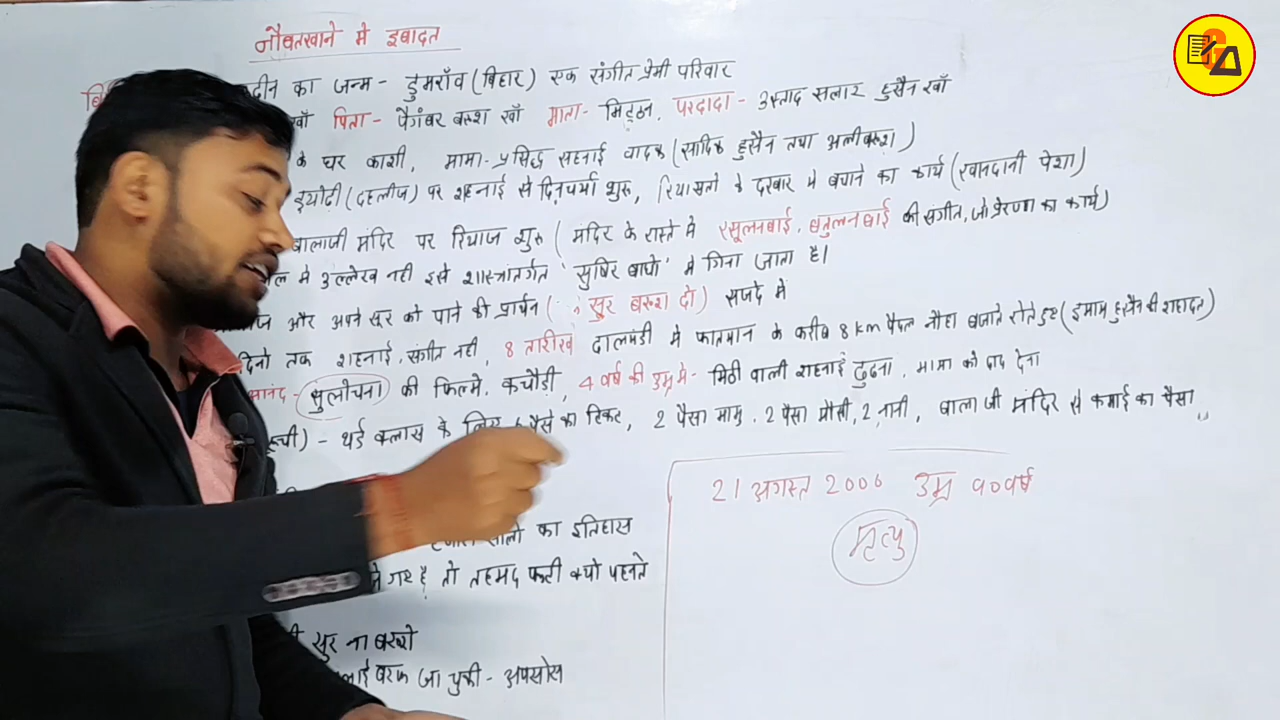 नौबतखाने मे इबादत
बि दीन का जन्म - डुमराँव (बिहार) एक संगीत प्रेमी परिवार
खाँ पिता - पैगंबर बख्श खाँ माता - मिट्ठन, परदादा - उस्ताद सलार हुसैन खाँ
के घर काशी, मामा - प्रसिद्ध सहनाई वादक (सादिक हुसैन तथा अलीबख्श)
ड्योढ़ी (दहलीज) पर शहनाई से दिनचर्या शुरू, रियासतो के दरबार मे बजाने का कार्य (खानदानी पेशा)
बालाजी मंदिर पर रियाज शुरू (मंदिर के रास्ते मे रसूलनबाई, बतुलनबाई की संगीत, जो प्रेरणा का कार्य)
ल मे उल्लेख नही इसे शास्त्रांतर्गत 'सुषिर वाघो' मे गिना जाता है।
ज और अपने सूर को पाने की प्रार्थन ( सुर बख्श दो) सजदे मे
दिनो तक शहनाई, संगीत नही, 8 तारीख दालमंडी मे फातमान के करीब 8 km पैदल नौहा बजाते रोते हुए (इमाम हुसैन की शहादत)
नंद - सुलोचना की फिल्मे, कचौड़ी, 4 वर्ष की उम्र मे - मिठी वाली शहनाई ढुढना, मामा को दाद देना
ची) - थर्ड क्लास के लिए 6 पैसे का टिकट, 2 पैसा मामु, 2 पैसा मौसी, 2 नानी, बालाजी मंदिर से कमाई का पैसा
21 अगस्त 2006 उम्र 90 वर्ष
मृत्यु
सालो का इतिहास
है तो तहमद फटी क्यो पहनते
सुर ना बख्शे
बरफ जा चुकी - अफसोस